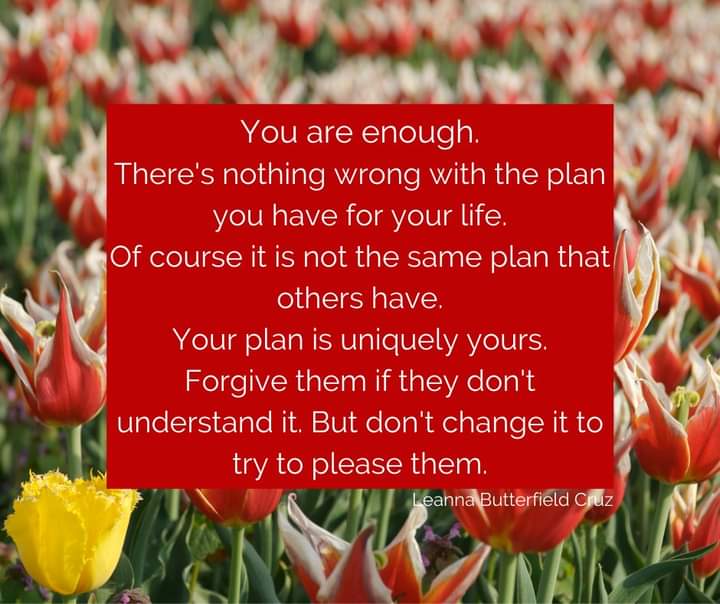 You are enough.
There's nothing wrong with the plan
you have for your life.
Of course it is not the same plan that
others have.
Your plan is uniquely yours.
Forgive them if they don't
understand it. But don't change it to
try to please them.
Leanna Butterfield Cruz